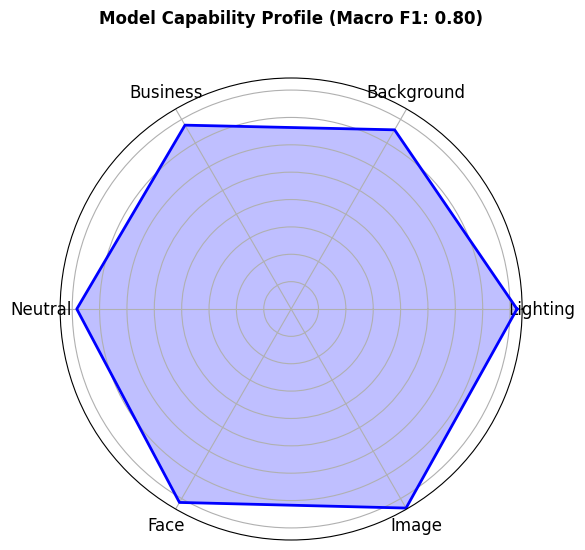 Model Capability Profile (Macro F1: 0.80)
Business
Background
Neutral
Lighting
Face
Image